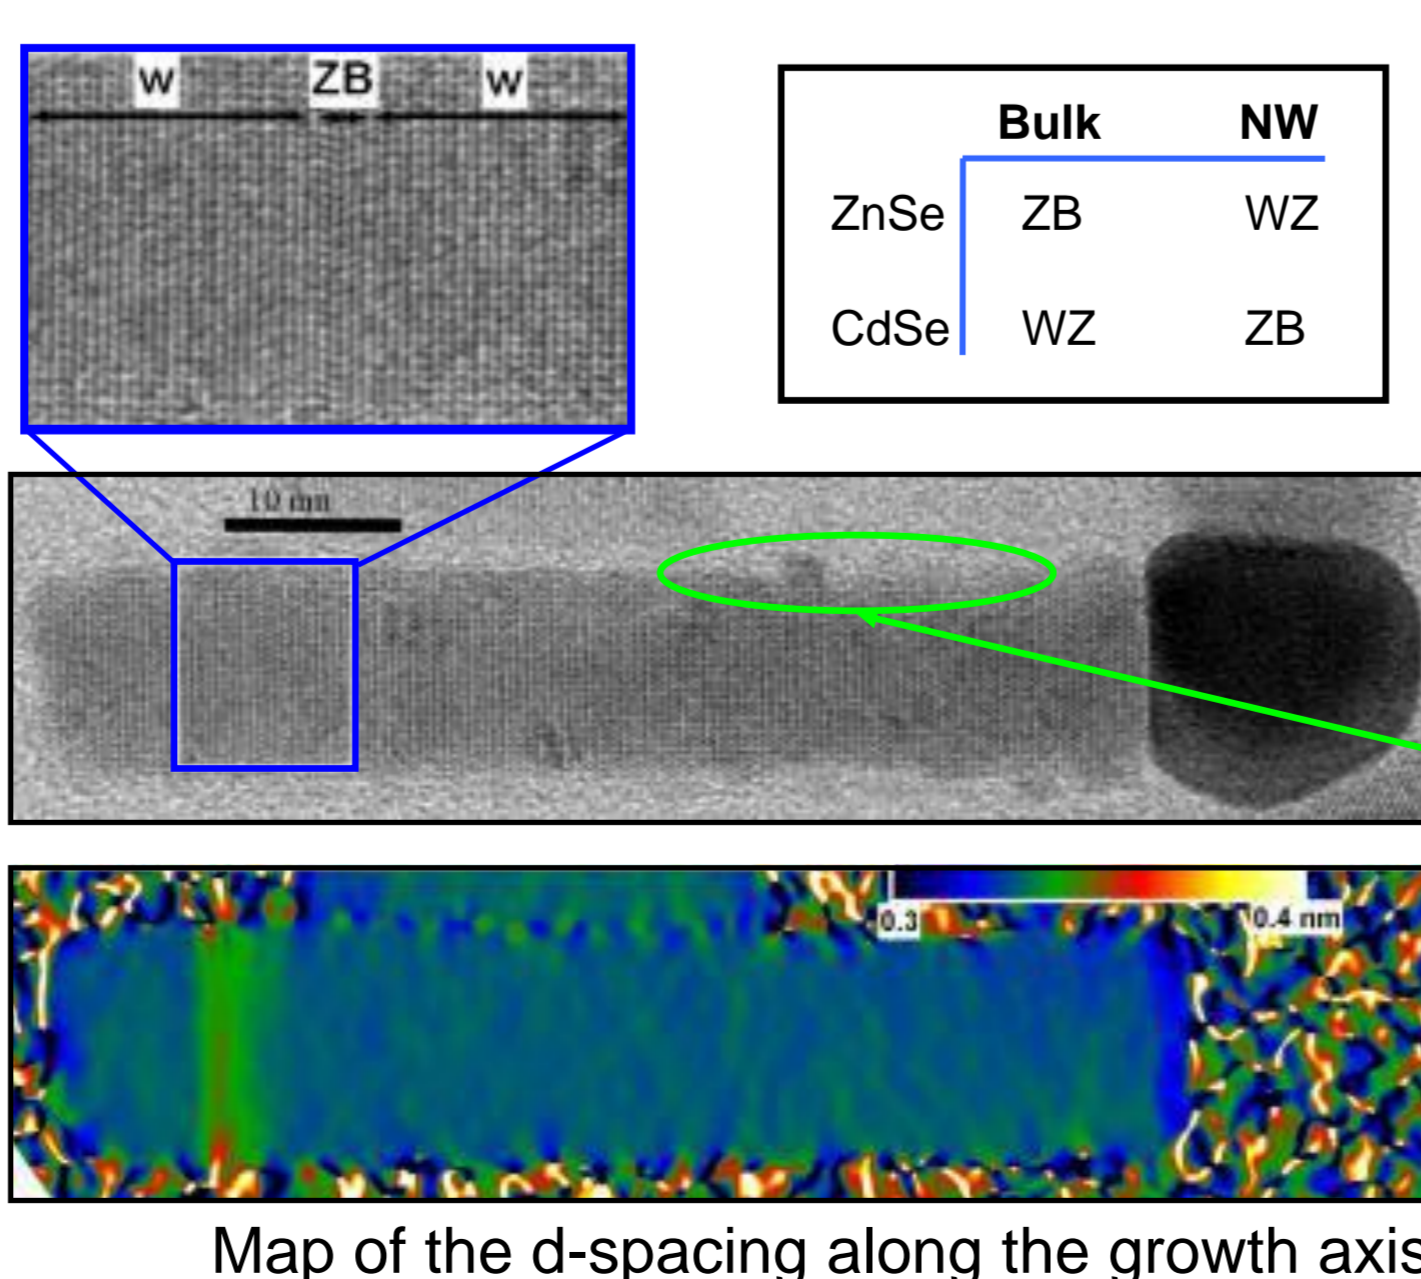 W ZB W
Bulk NW
ZnSe ZB WZ
CdSe WZ ZB
10 nm
0.3 0.4 nm
Map of the d-spacing along the growth axis